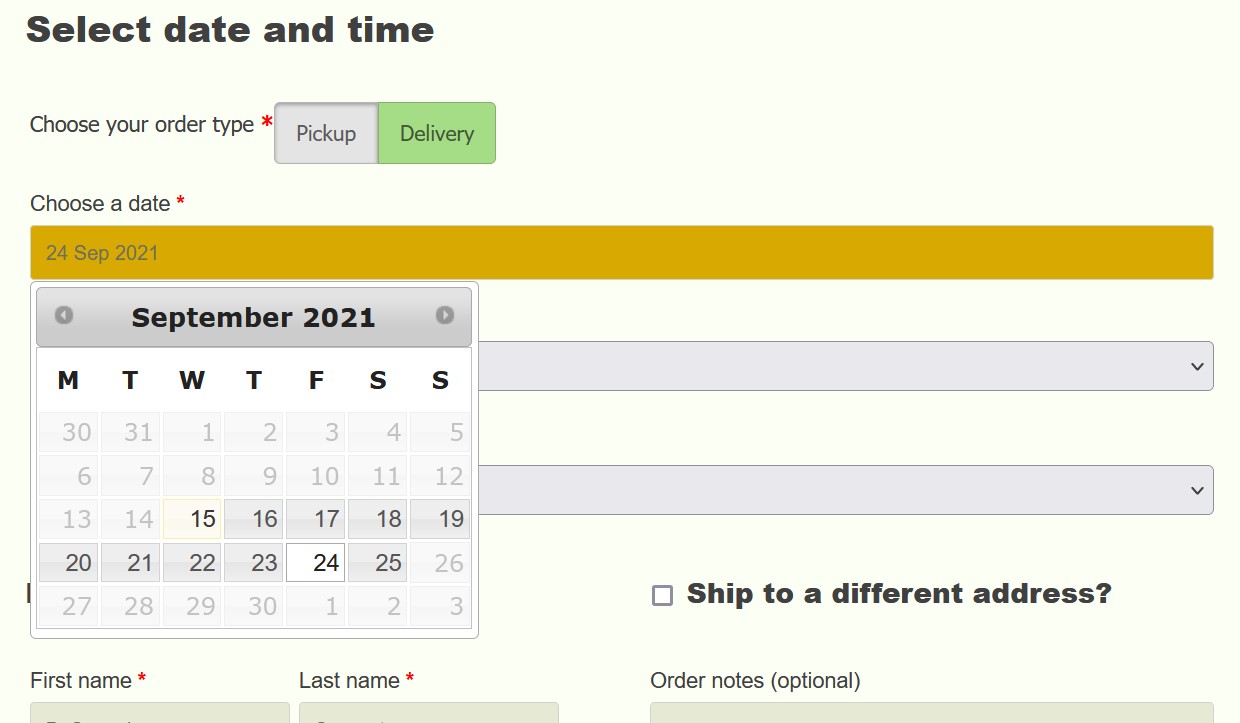 Select date and time
Choose your order type * Pickup Delivery
Choose a date *
24 Sep 2021
September 2021
M T W T F S S
30 31 1 2 3 4 5
6 7 8 9 10 11 12
13 14 15 16 17 18 19
20 21 22 23 24 25 26
27 28 29 30 1 2 3
Ship to a different address?
First name * Last name * Order notes (optional)